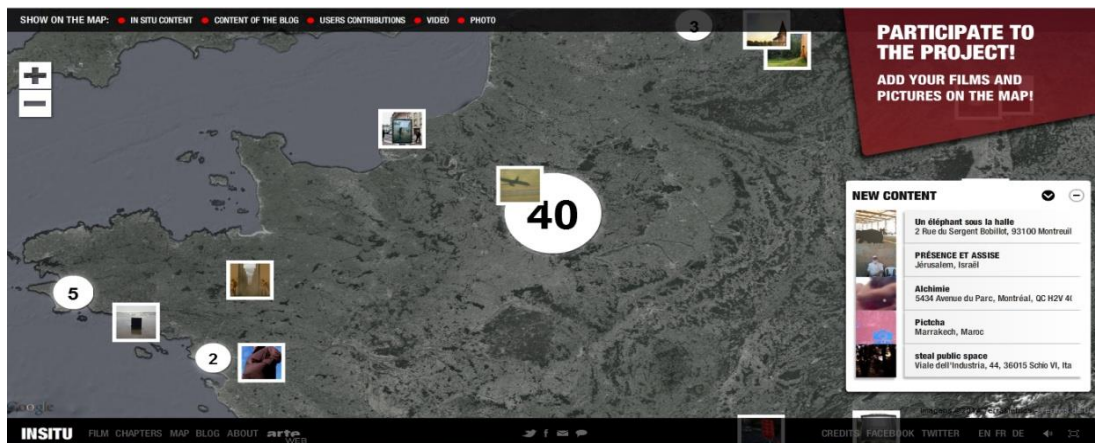 SHOW ON THE MAP: IN SITU CONTENT CONTENT OF THE BLOG USERS CONTRIBUTIONS VIDEO PHOTO
3
PARTICIPATE TO
THE PROJECT!
ADD YOUR FILMS AND
PICTURES ON THE MAP!
40
5
2
NEW CONTENT
Un éléphant sous la halle
2 Rue du Sergent Bobillot, 93100 Montreuil
PRÉSENCE ET ASSISE
Jérusalem, Israël
Alchimie
5434 Avenue du Parc, Montréal, QC H2V 4(
Pictcha
Marrakech, Maroc
steal public space
Viale dell'Industria, 44, 36015 Schio VI, Ita
Google
INSITU FILM CHAPTERS MAP BLOG ABOUT arte WEB
CREDITS FACEBOOK TWITTER EN FR DE